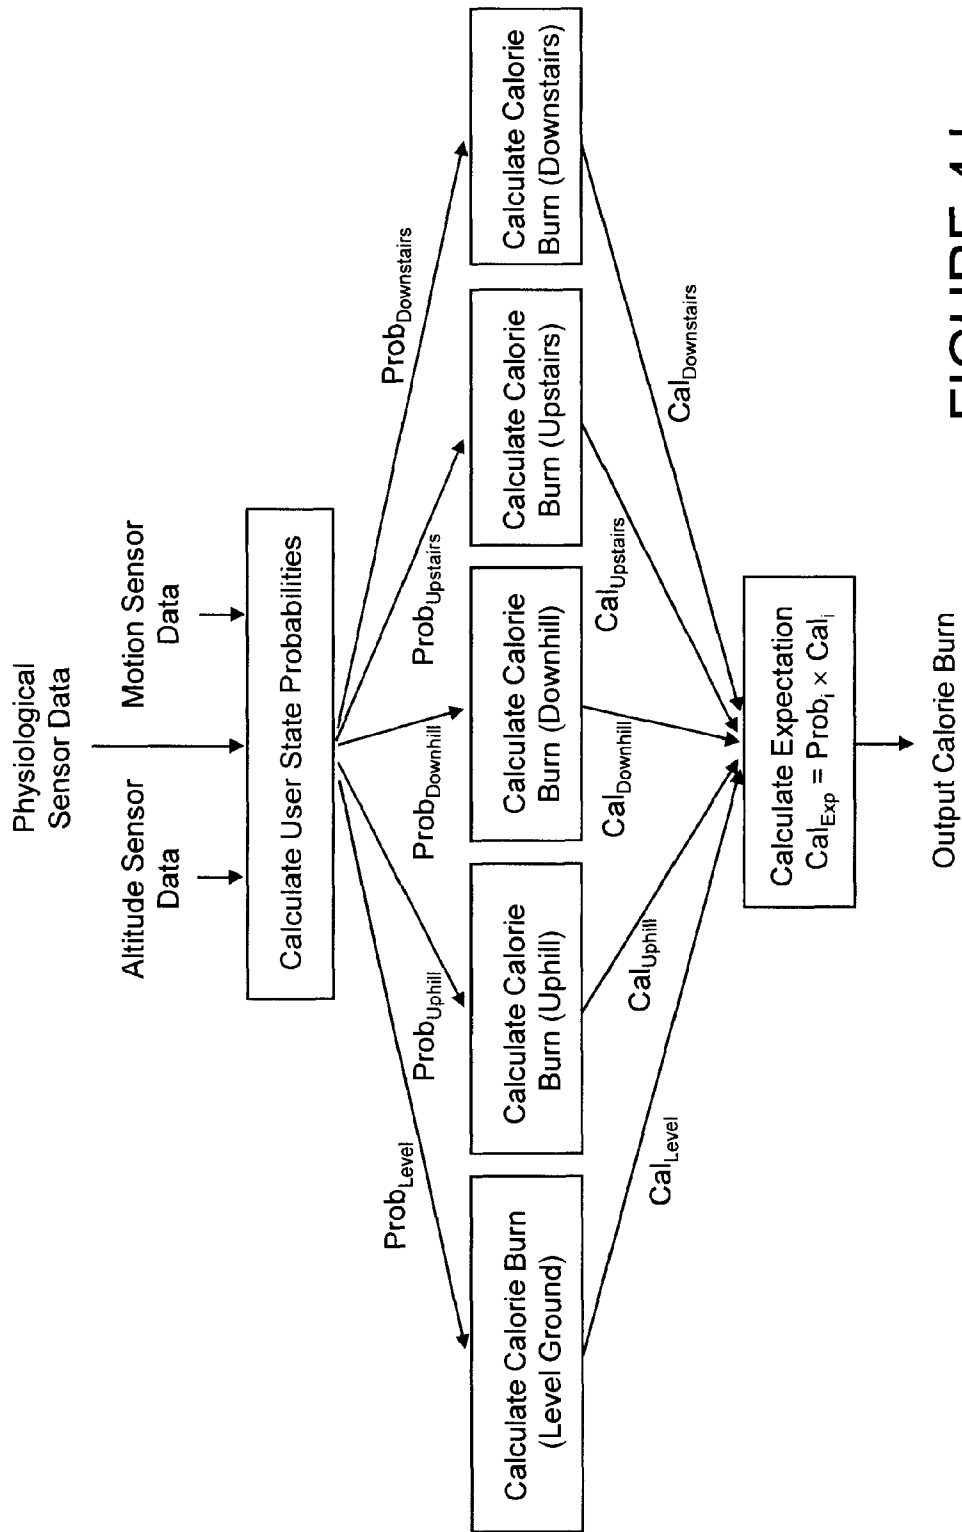 Physiological
Sensor Data
Altitude Sensor
Data
Motion Sensor
Data
Calculate User State Probabilities
Prob_Level
Prob_Uphill
Prob_Downhill
Prob_Upstairs
Prob_Downstairs
Calculate Calorie Burn
(Level Ground)
Calculate Calorie
Burn (Uphill)
Calculate Calorie
Burn (Downhill)
Calculate Calorie
Burn (Upstairs)
Calculate Calorie
Burn (Downstairs)
Cal_Level
Cal_Uphill
Cal_Downhill
Cal_Upstairs
Cal_Downstairs
Calculate Expectation
Cal_Exp = Prob_i × Cal_i
Output Calorie Burn